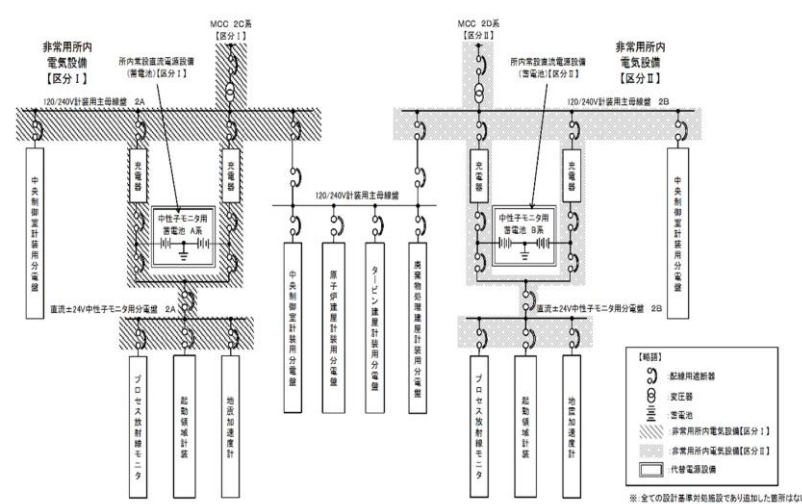 MCC 2C系
【区分Ⅰ】
MCC 2D系
【区分Ⅱ】
非常用所内
電気設備
【区分Ⅰ】
所内常設直流電源設備
(蓄電池)【区分Ⅰ】
所内常設直流電源設備
(蓄電池)【区分Ⅱ】
非常用所内
電気設備
【区分Ⅱ】
120/240V計装用主母線盤 2A
120/240V計装用主母線盤 2B
中央制御室計装用分電盤
充電器
充電器
中性子モニタ用
蓄電池 A系
120/240V計装用主母線盤
充電器
充電器
中性子モニタ用
蓄電池 B系
中央制御室計装用分電盤
中央制御室計装用分電盤
原子炉建屋計装用分電盤
タービン建屋計装用分電盤
廃棄物処理建屋計装用分電盤
直流±24V中性子モニタ用分電盤 2A
直流±24V中性子モニタ用分電盤 2B
プロセス放射線モニタ
起動領域計装
地震加速度計
プロセス放射線モニタ
起動領域計装
地震加速度計
【略語】
:配線用遮断器
:変圧器
:蓄電池
:非常用所内電気設備【区分Ⅰ】
:非常用所内電気設備【区分Ⅱ】
:代替電源設備
※:全ての設計基準対処施設であり追加した箇所はない